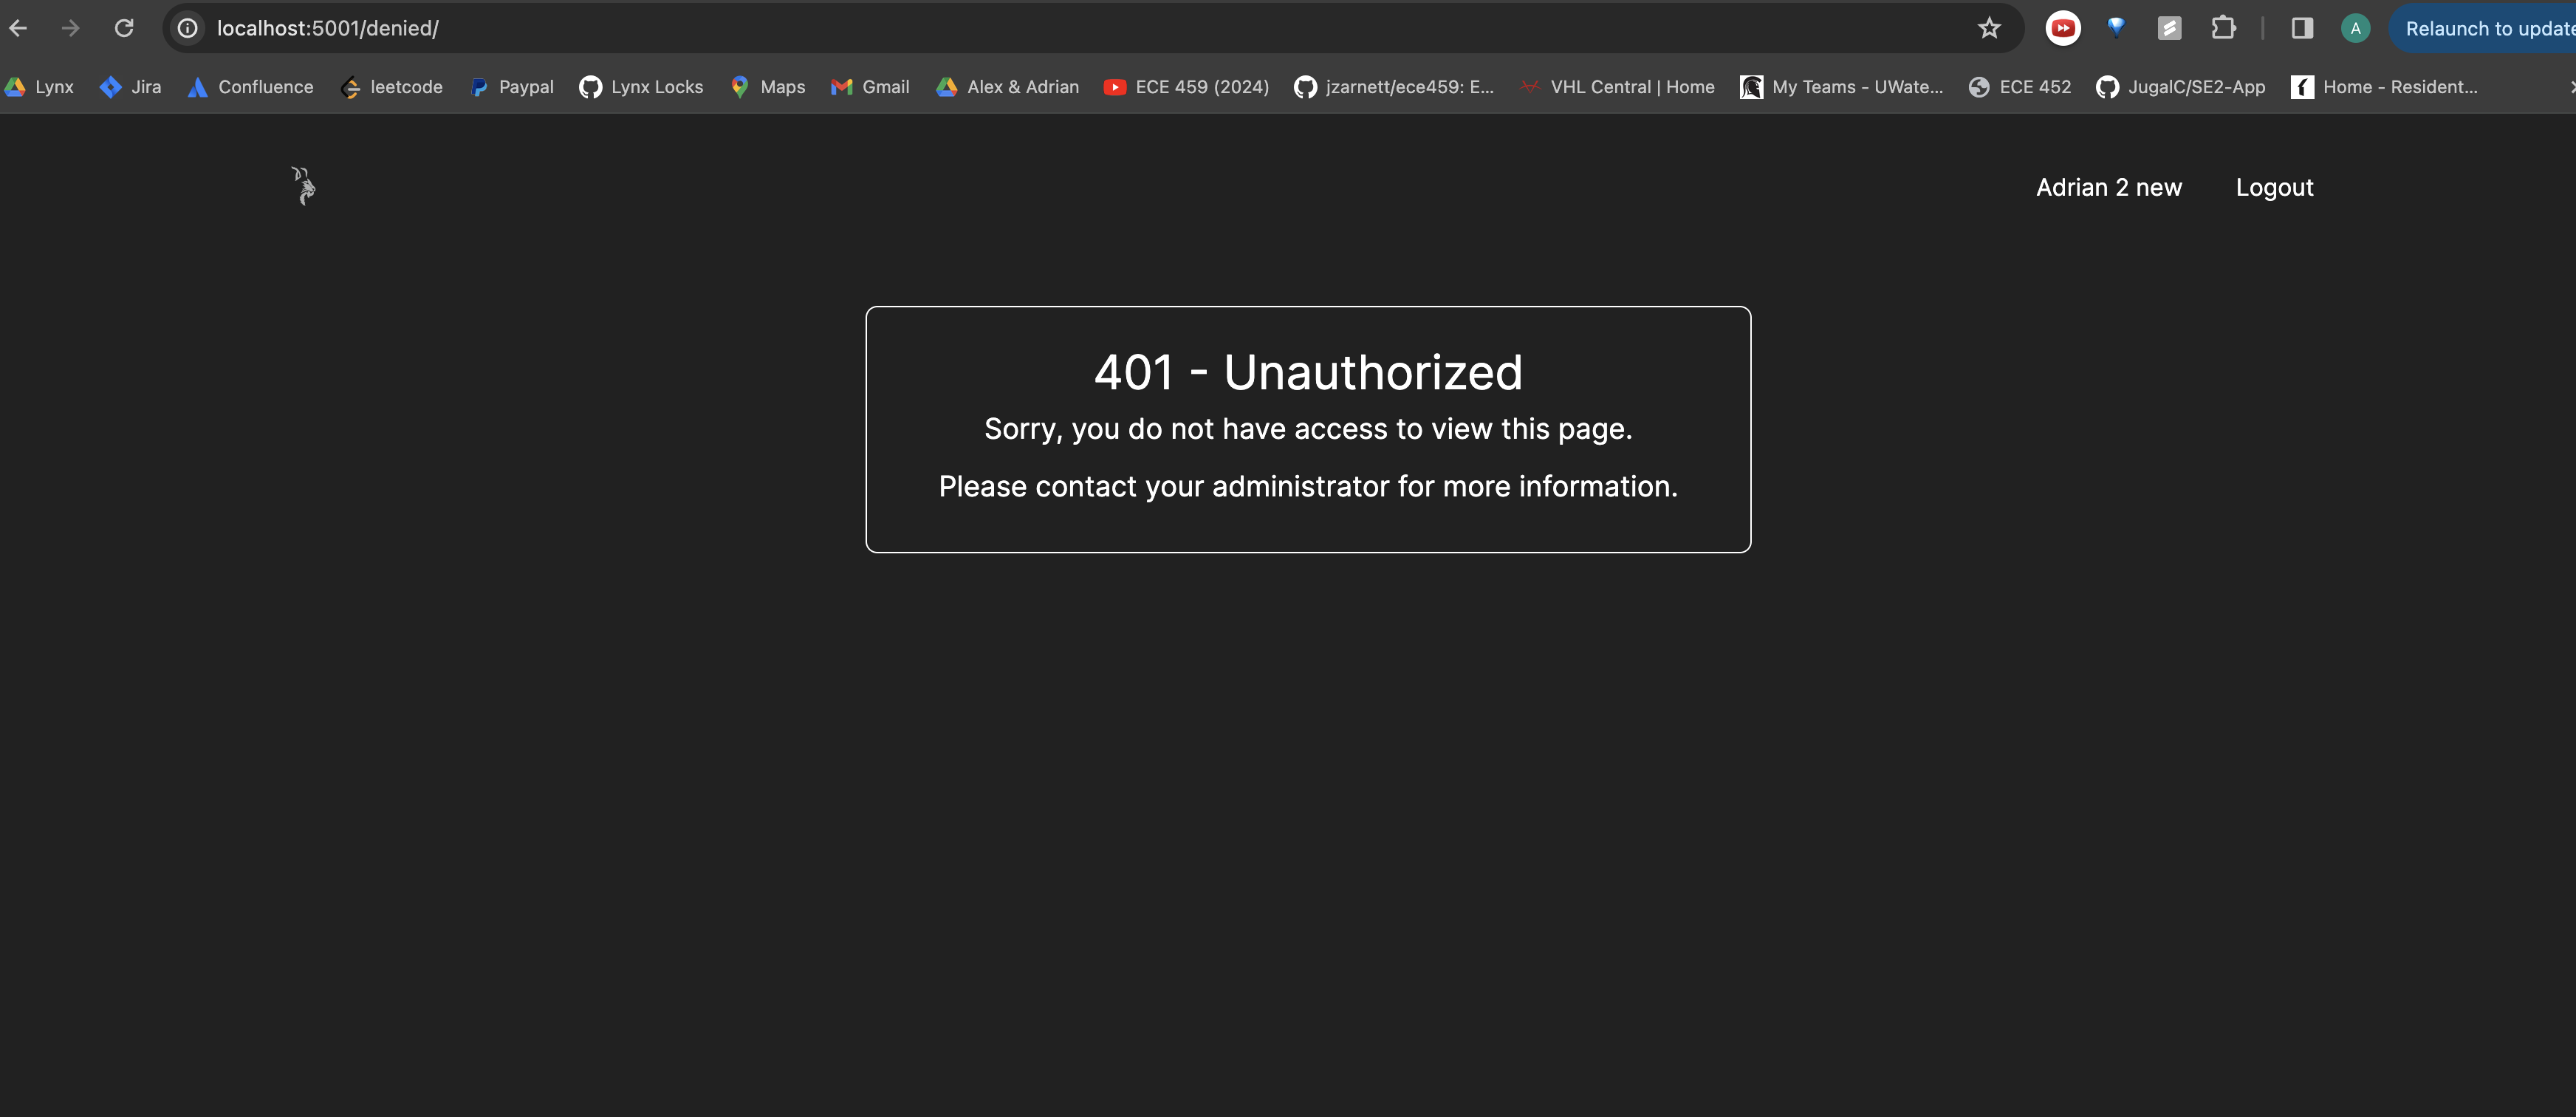 localhost:5001/denied/
A
Relaunch to update
Lynx Jira Confluence leetcode Paypal Lynx Locks Maps Gmail Alex & Adrian ECE 459 (2024) jzarnett/ece459: E... VHL Central | Home My Teams - UWate... ECE 452 JugalC/SE2-App Home - Resident...
Adrian 2 new Logout
401 - Unauthorized
Sorry, you do not have access to view this page.
Please contact your administrator for more information.